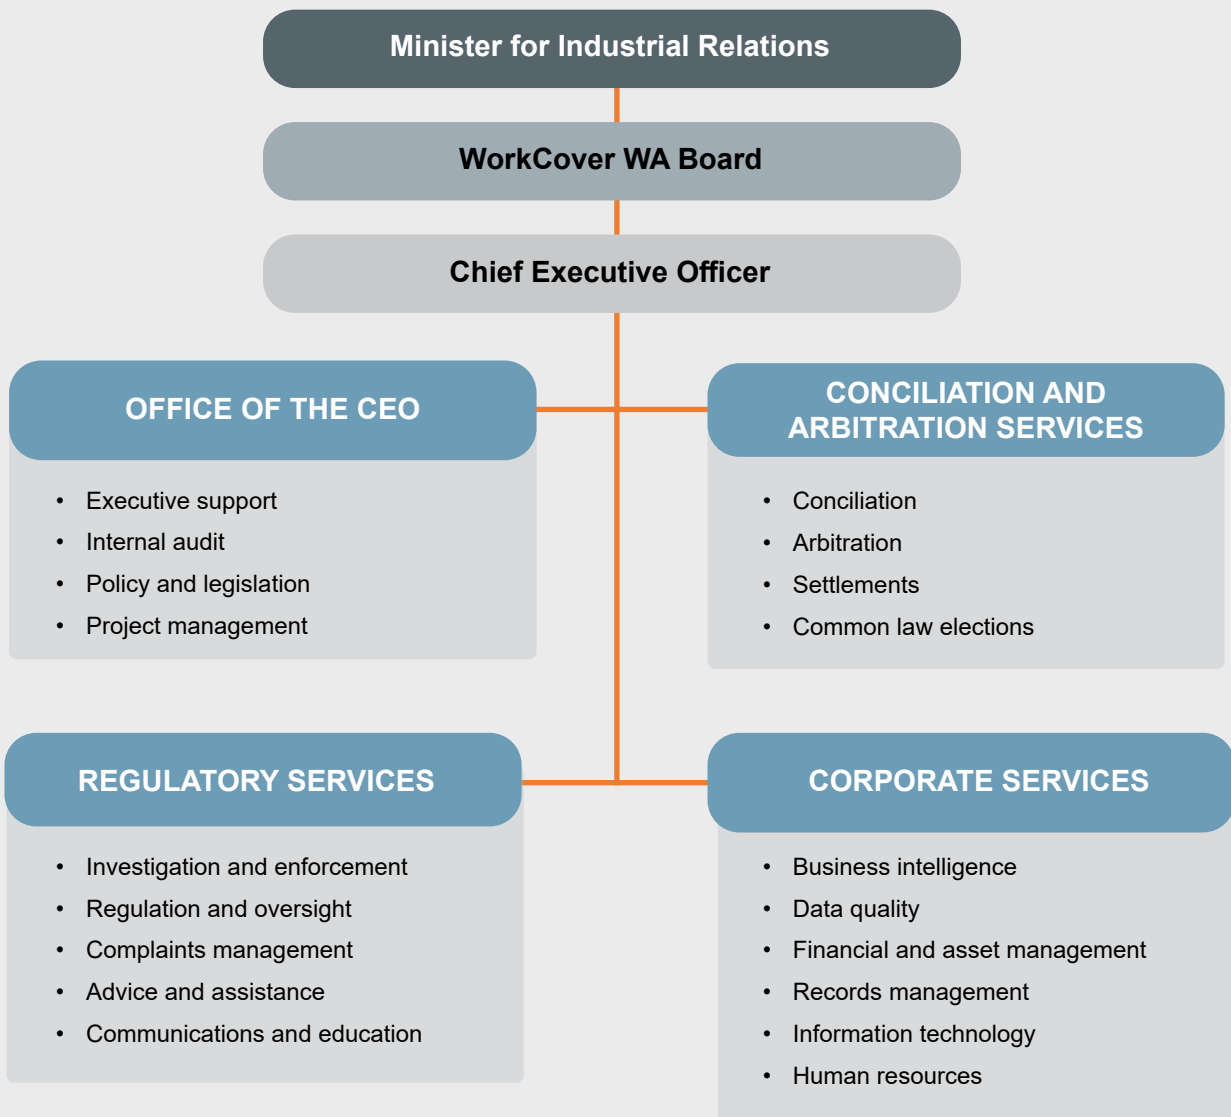 Minister for Industrial Relations
WorkCover WA Board
Chief Executive Officer
OFFICE OF THE CEO
• Executive support
• Internal audit
• Policy and legislation
• Project management
CONCILIATION AND
ARBITRATION SERVICES
• Conciliation
• Arbitration
• Settlements
• Common law elections
REGULATORY SERVICES
• Investigation and enforcement
• Regulation and oversight
• Complaints management
• Advice and assistance
• Communications and education
CORPORATE SERVICES
• Business intelligence
• Data quality
• Financial and asset management
• Records management
• Information technology
• Human resources